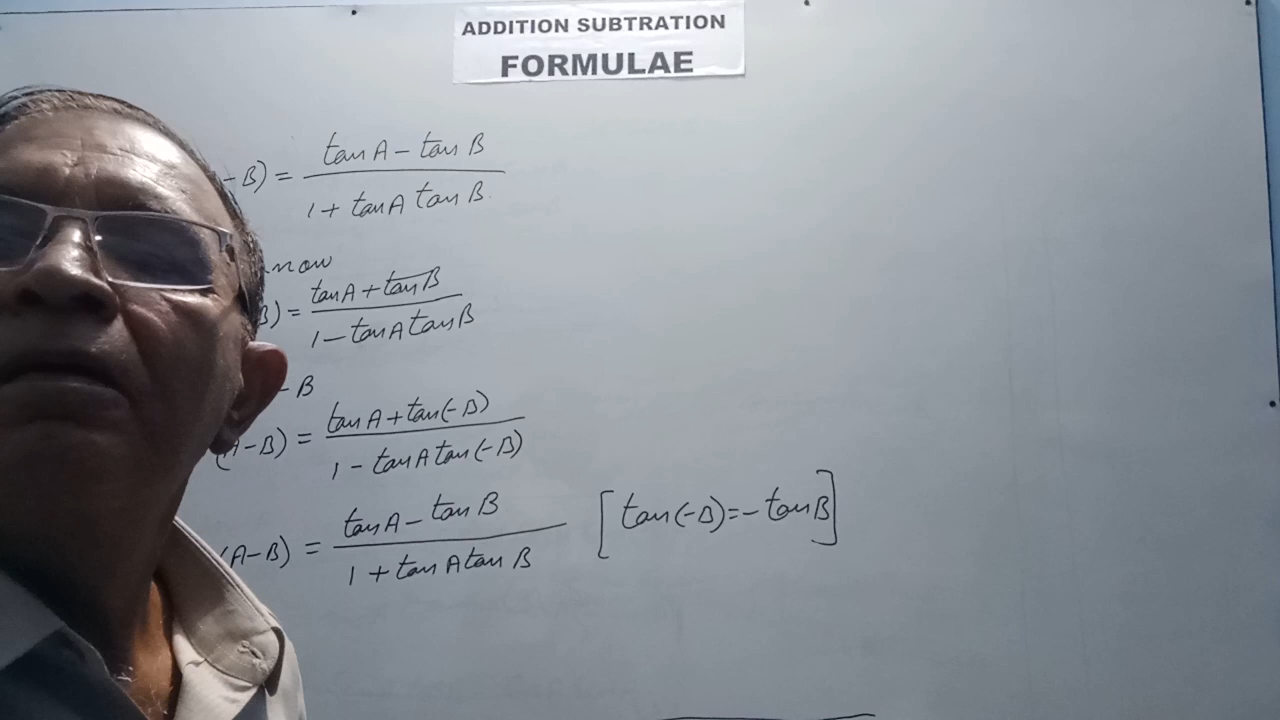 ADDITION SUBTRATION
FORMULAE
-B) = tan A - tan B / 1 + tan A tan B.
now
B) = tan A + tan B / 1 - tan A tan B
- B
(A-B) = tan A + tan(-B) / 1 - tan A tan(-B)
(A-B) = tan A - tan B / 1 + tan A tan B [tan(-B) = - tan B]